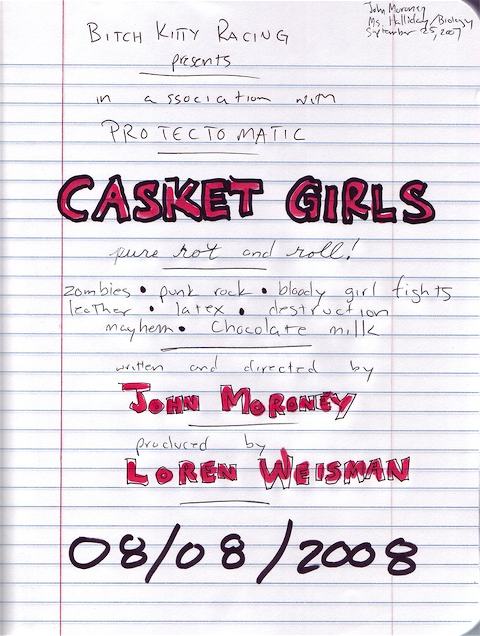 John Moroney
Ms. Halliday/Biology
September 25, 2007
BITCH KITTY RACING
presents
in association with
PROTECTOMATIC
CASKET GIRLS
pure rot and roll!
zombies • punk rock • bloody girl fights
leather • latex • destruction
mayhem • Chocolate milk
written and directed by
JOHN MORONEY
produced by
LOREN WEISMAN
08/08/2008